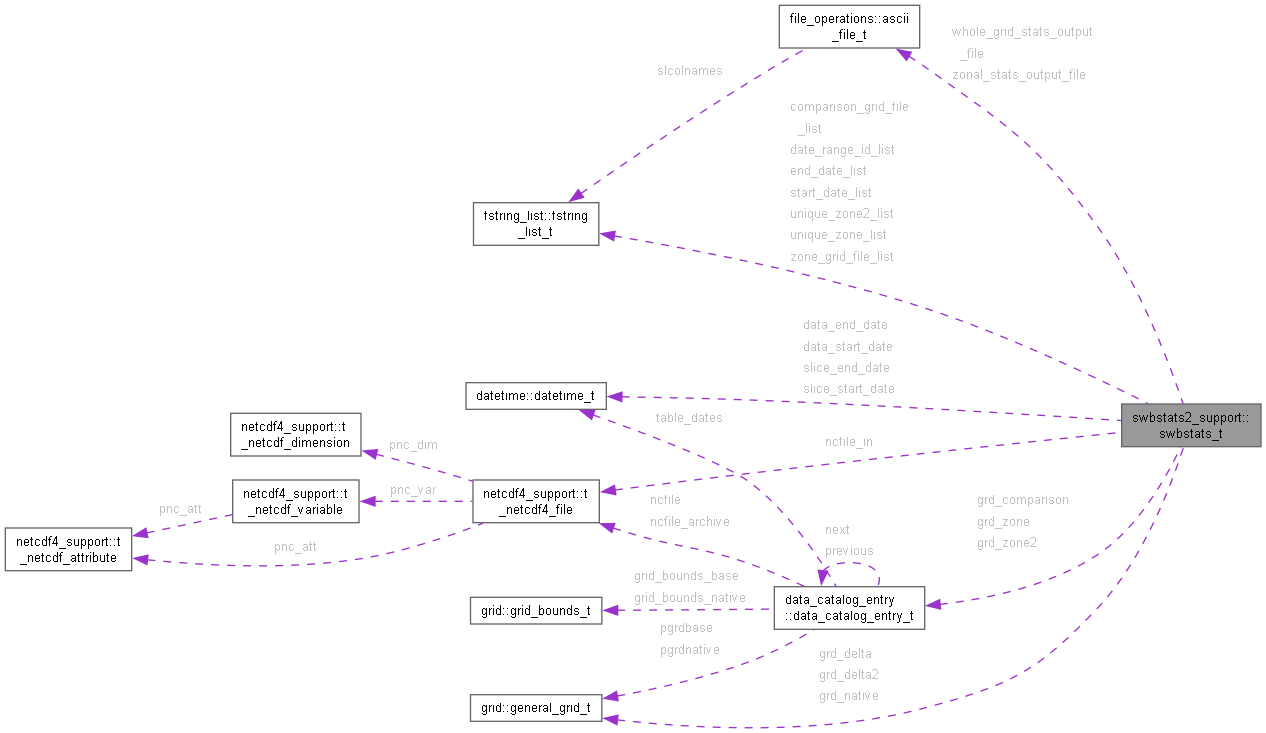 file_operations::ascii
_file_t
whole_grid_stats_output
_file
zonal_stats_output_file
slcolnames
comparison_grid_file
_list
date_range_id_list
end_date_list
start_date_list
unique_zone2_list
unique_zone_list
zone_grid_file_list
fstring_list::fstring
_list_t
data_end_date
data_start_date
slice_end_date
slice_start_date
datetime::datetime_t
table_dates
swbstats2_support::
swbstats_t
netcdf4_support::t
_netcdf_dimension
pnc_dim
ncfile_in
netcdf4_support::t
_netcdf_variable
pnc_var
netcdf4_support::t
_netcdf4_file
ncfile
ncfile_archive
grd_comparison
grd_zone
grd_zone2
pnc_att
netcdf4_support::t
_netcdf_attribute
pnc_att
next
previous
grid_bounds_base
grid_bounds_native
grid::grid_bounds_t
data_catalog_entry
::data_catalog_entry_t
pgrdbase
pgrdnative
grd_delta
grd_delta2
grd_native
grid::general_grid_t